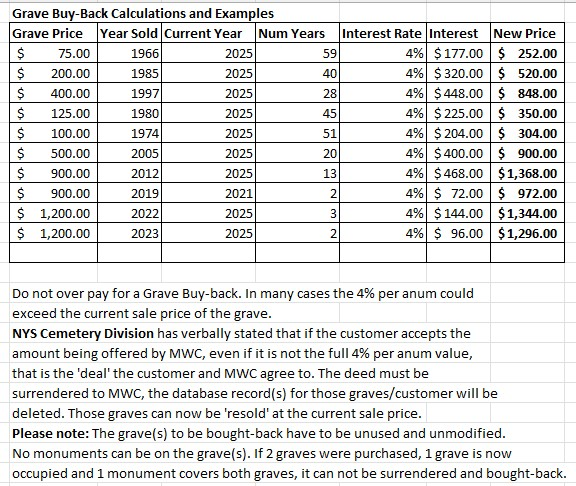 Grave Buy-Back Calculations and Examples
Grave Price Year Sold Current Year Num Years Interest Rate Interest New Price
$ 75.00 1966 2025 59 4% $ 177.00 $ 252.00
$ 200.00 1985 2025 40 4% $ 320.00 $ 520.00
$ 400.00 1997 2025 28 4% $ 448.00 $ 848.00
$ 125.00 1980 2025 45 4% $ 225.00 $ 350.00
$ 100.00 1974 2025 51 4% $ 204.00 $ 304.00
$ 500.00 2005 2025 20 4% $ 400.00 $ 900.00
$ 900.00 2012 2025 13 4% $ 468.00 $ 1,368.00
$ 900.00 2019 2021 2 4% $ 72.00 $ 972.00
$ 1,200.00 2022 2025 3 4% $ 144.00 $ 1,344.00
$ 1,200.00 2023 2025 2 4% $ 96.00 $ 1,296.00
Do not over pay for a Grave Buy-back. In many cases the 4% per anum could
exceed the current sale price of the grave.
NYS Cemetery Division has verbally stated that if the customer accepts the
amount being offered by MWC, even if it is not the full 4% per anum value,
that is the 'deal' the customer and MWC agree to. The deed must be
surrendered to MWC, the database record(s) for those graves/customer will be
deleted. Those graves can now be 'resold' at the current sale price.
Please note: The grave(s) to be bought-back have to be unused and unmodified.
No monuments can be on the grave(s). If 2 graves were purchased, 1 grave is now
occupied and 1 monument covers both graves, it can not be surrendered and bought-back.